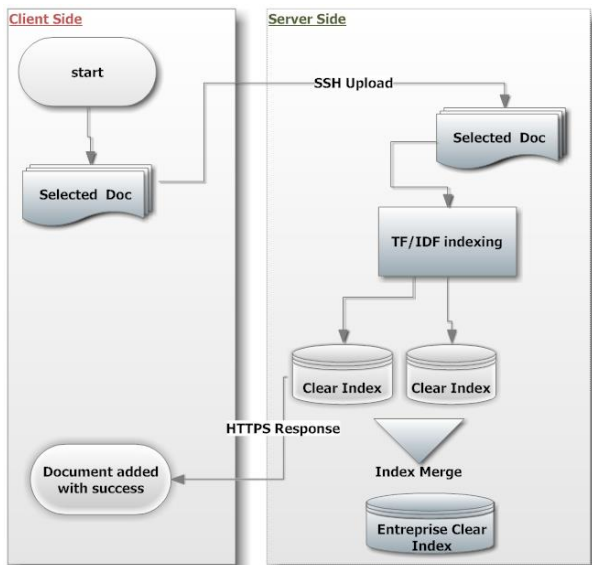 Client Side
Server Side
start
SSH Upload
Selected Doc
Selected Doc
TF/IDF indexing
Clear Index
Clear Index
HTTPS Response
Index Merge
Document added
with success
Entreprise Clear
Index